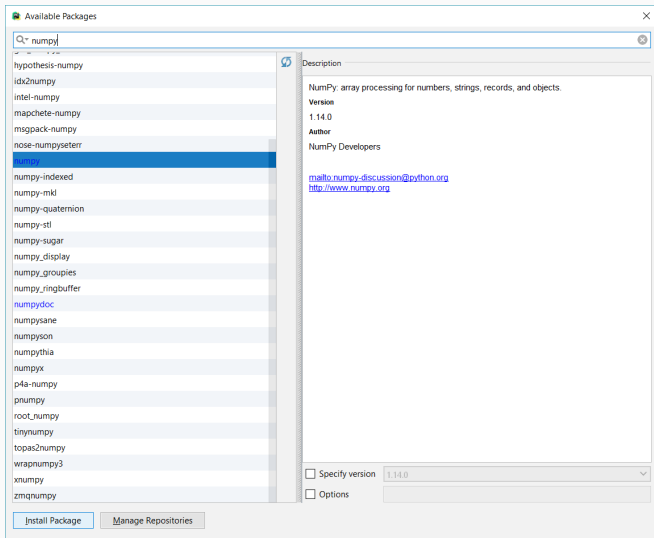 Available Packages
numpy
hypothesis-numpy
idx2numpy
intel-numpy
mapchete-numpy
msgpack-numpy
nose-numpyseterr
numpy
numpy-indexed
numpy-mkl
numpy-quaternion
numpy-stl
numpy-sugar
numpy_display
numpy_groupies
numpy_ringbuffer
numpydoc
numpysane
numpyson
numpythia
numpyx
p4a-numpy
pnumpy
root_numpy
tinynumpy
topas2numpy
wrapnumpy3
xnumpy
zmqnumpy
Description
NumPy: array processing for numbers, strings, records, and objects.
Version
1.14.0
Author
NumPy Developers
mailto:numpy-discussion@python.org
http://www.numpy.org
Specify version 1.14.0
Options
Install Package Manage Repositories